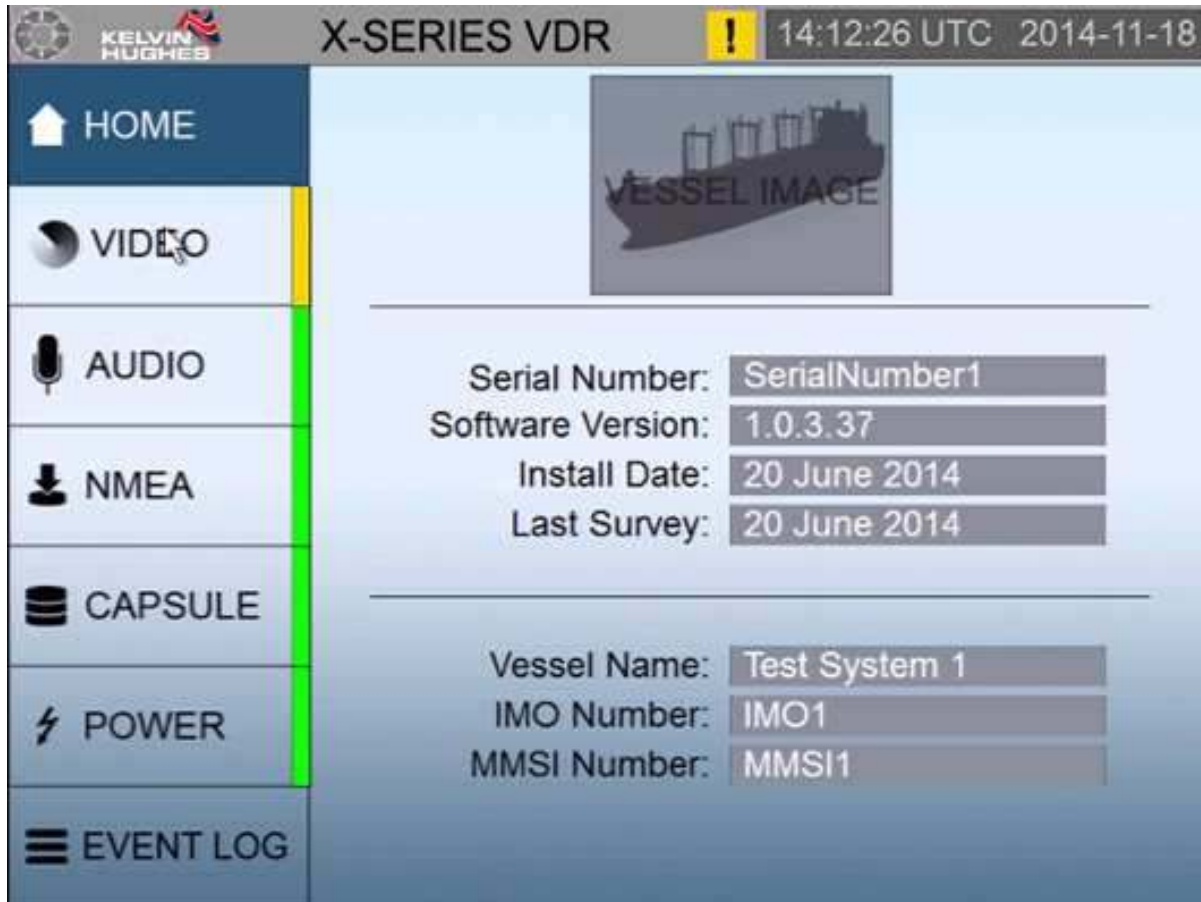 KELVIN
HUGHES
X-SERIES VDR
! 14:12:26 UTC 2014-11-18
HOME
VIDEO
AUDIO
NMEA
CAPSULE
POWER
EVENT LOG
VESSEL IMAGE
Serial Number: SerialNumber1
Software Version: 1.0.3.37
Install Date: 20 June 2014
Last Survey: 20 June 2014
Vessel Name: Test System 1
IMO Number: IMO1
MMSI Number: MMSI1